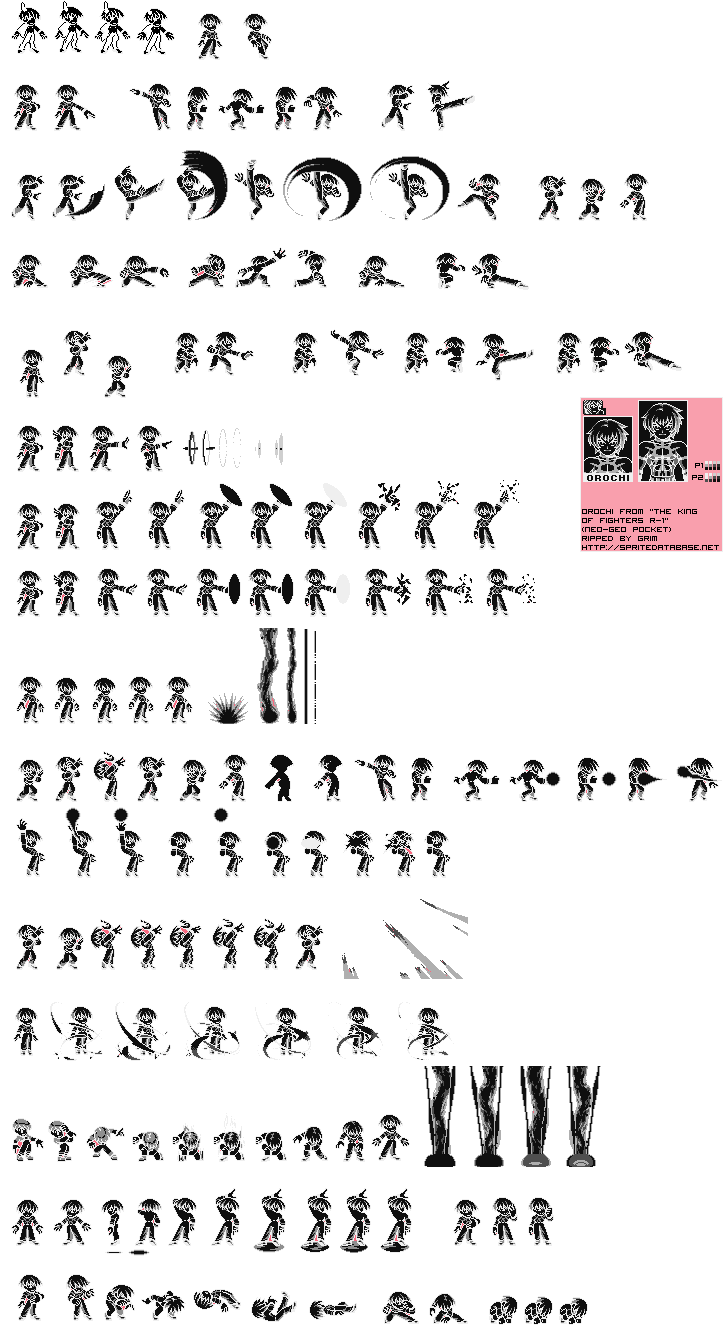 OROCHI
P1
P2
OROCHI FROM "THE KING
OF FIGHTERS R-1"
(NEO-GEO POCKET)
RIPPED BY GRIM
HTTP://SPRITEDATABASE.NET